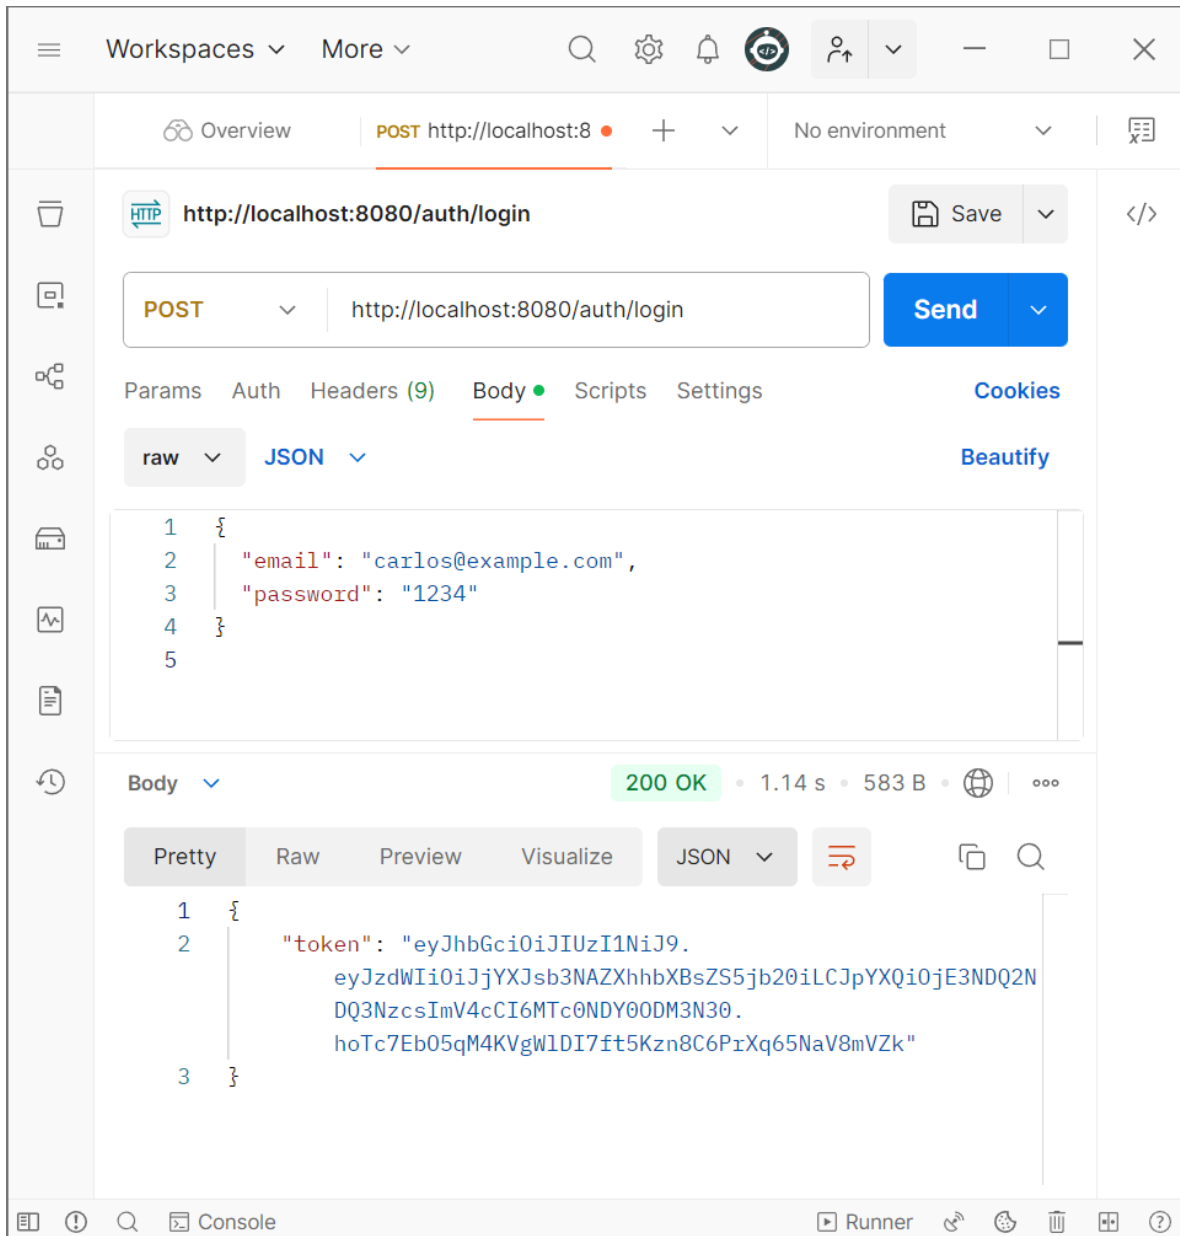 Workspaces More
Overview POST http://localhost:8 No environment
HTTP http://localhost:8080/auth/login Save
POST http://localhost:8080/auth/login Send
Params Auth Headers (9) Body Scripts Settings Cookies
raw JSON Beautify
1 {
2 "email": "carlos@example.com",
3 "password": "1234"
4 }
5
Body 200 OK 1.14 s 583 B
Pretty Raw Preview Visualize JSON
1 {
2 "token": "eyJhbGciOiJIUzI1NiJ9.
eyJzdWIiOiJjYXJsb3NAZXhhbXBsZS5jb20iLCJpYXQiOjE3NDQ2N
DQ3NzcsImV4cCI6MTc0NDY0ODM3N30.
hoTc7EbO5qM4KVgWlDI7ft5Kzn8C6PrXq65NaV8mVZk"
3 }
Console Runner